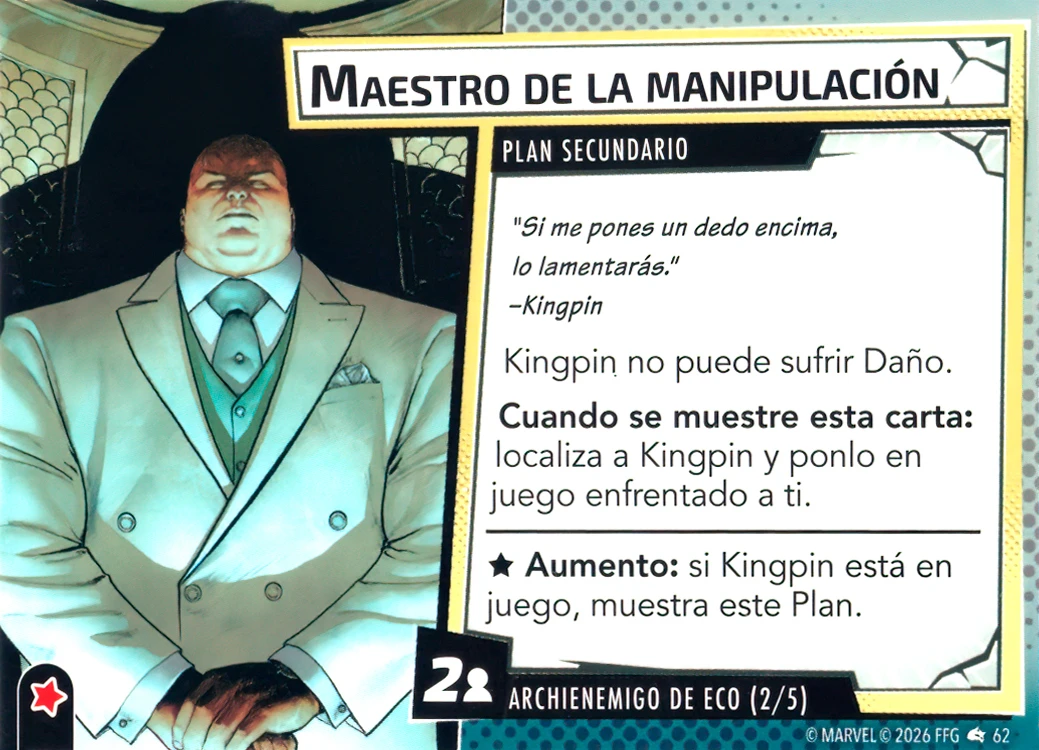 MAESTRO DE LA MANIPULACIÓN
PLAN SECUNDARIO
"Si me pones un dedo encima,
lo lamentarás."
–Kingpin
Kingpin no puede sufrir Daño.
Cuando se muestre esta carta:
localiza a Kingpin y ponlo en
juego enfrentado a ti.
★ Aumento: si Kingpin está en
juego, muestra este Plan.
2
ARCHIENEMIGO DE ECO (2/5)
© MARVEL © 2026 FFG 62